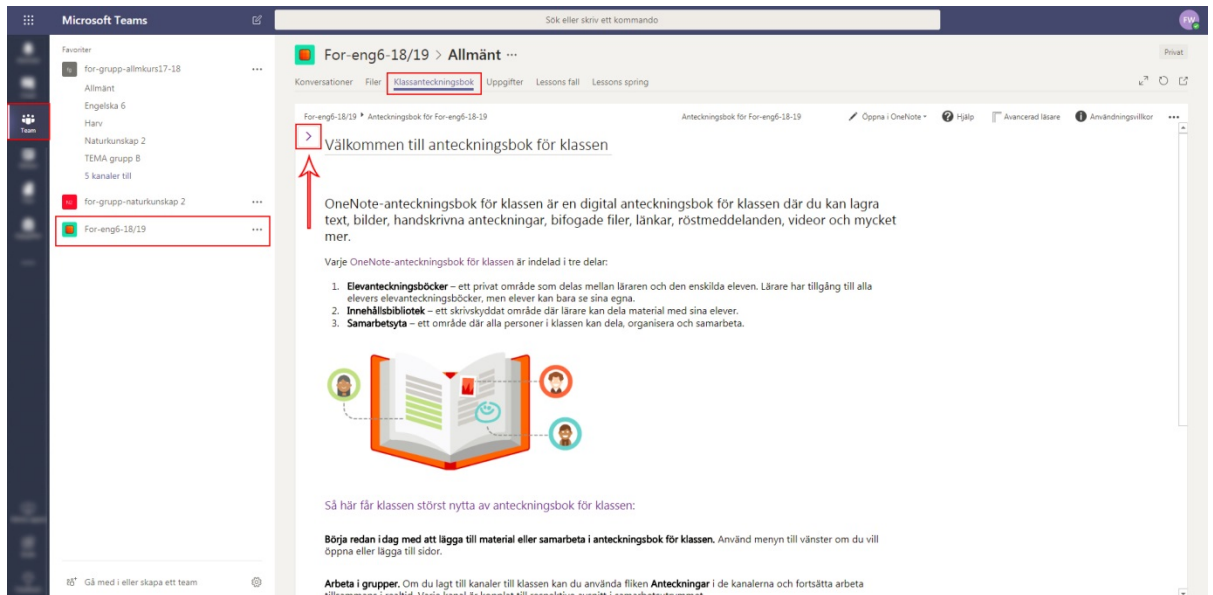 Microsoft Teams
Sök eller skriv ett kommando
FW
Favoriter
for-grupp-allmkurs17-18
Allmänt
Engelska 6
Harv
Naturkunskap 2
TEMA grupp B
5 kanaler till
for-grupp-naturkunskap 2
For-eng6-18/19
Team
Gå med i eller skapa ett team
For-eng6-18/19 > Allmänt
Privat
Konversationer Filer Klassanteckningsbok Uppgifter Lessons fall Lessons spring
For-eng6-18/19 Anteckningsbok för For-eng6-18-19
Anteckningsbok för For-eng6-18-19
Öppna i OneNote Hjälp Avancerad läsare Användningsvillkor
Välkommen till anteckningsbok för klassen
OneNote-anteckningsbok för klassen är en digital anteckningsbok för klassen där du kan lagra
text, bilder, handskrivna anteckningar, bifogade filer, länkar, röstmeddelanden, videor och mycket
mer.
Varje OneNote-anteckningsbok för klassen är indelad i tre delar:
1. Elevanteckningsböcker – ett privat område som delas mellan läraren och den enskilda eleven. Lärare har tillgång till alla
elevers elevanteckningsböcker, men elever kan bara se sina egna.
2. Innehållsbibliotek – ett skrivskyddat område där lärare kan dela material med sina elever.
3. Samarbetsyta – ett område där alla personer i klassen kan dela, organisera och samarbeta.
Så här får klassen störst nytta av anteckningsbok för klassen:
Börja redan i dag med att lägga till material eller samarbeta i anteckningsbok för klassen. Använd menyn till vänster om du vill
öppna eller lägga till sidor.
Arbeta i grupper. Om du lagt till kanaler till klassen kan du använda fliken Anteckningar i de kanalerna och fortsätta arbeta